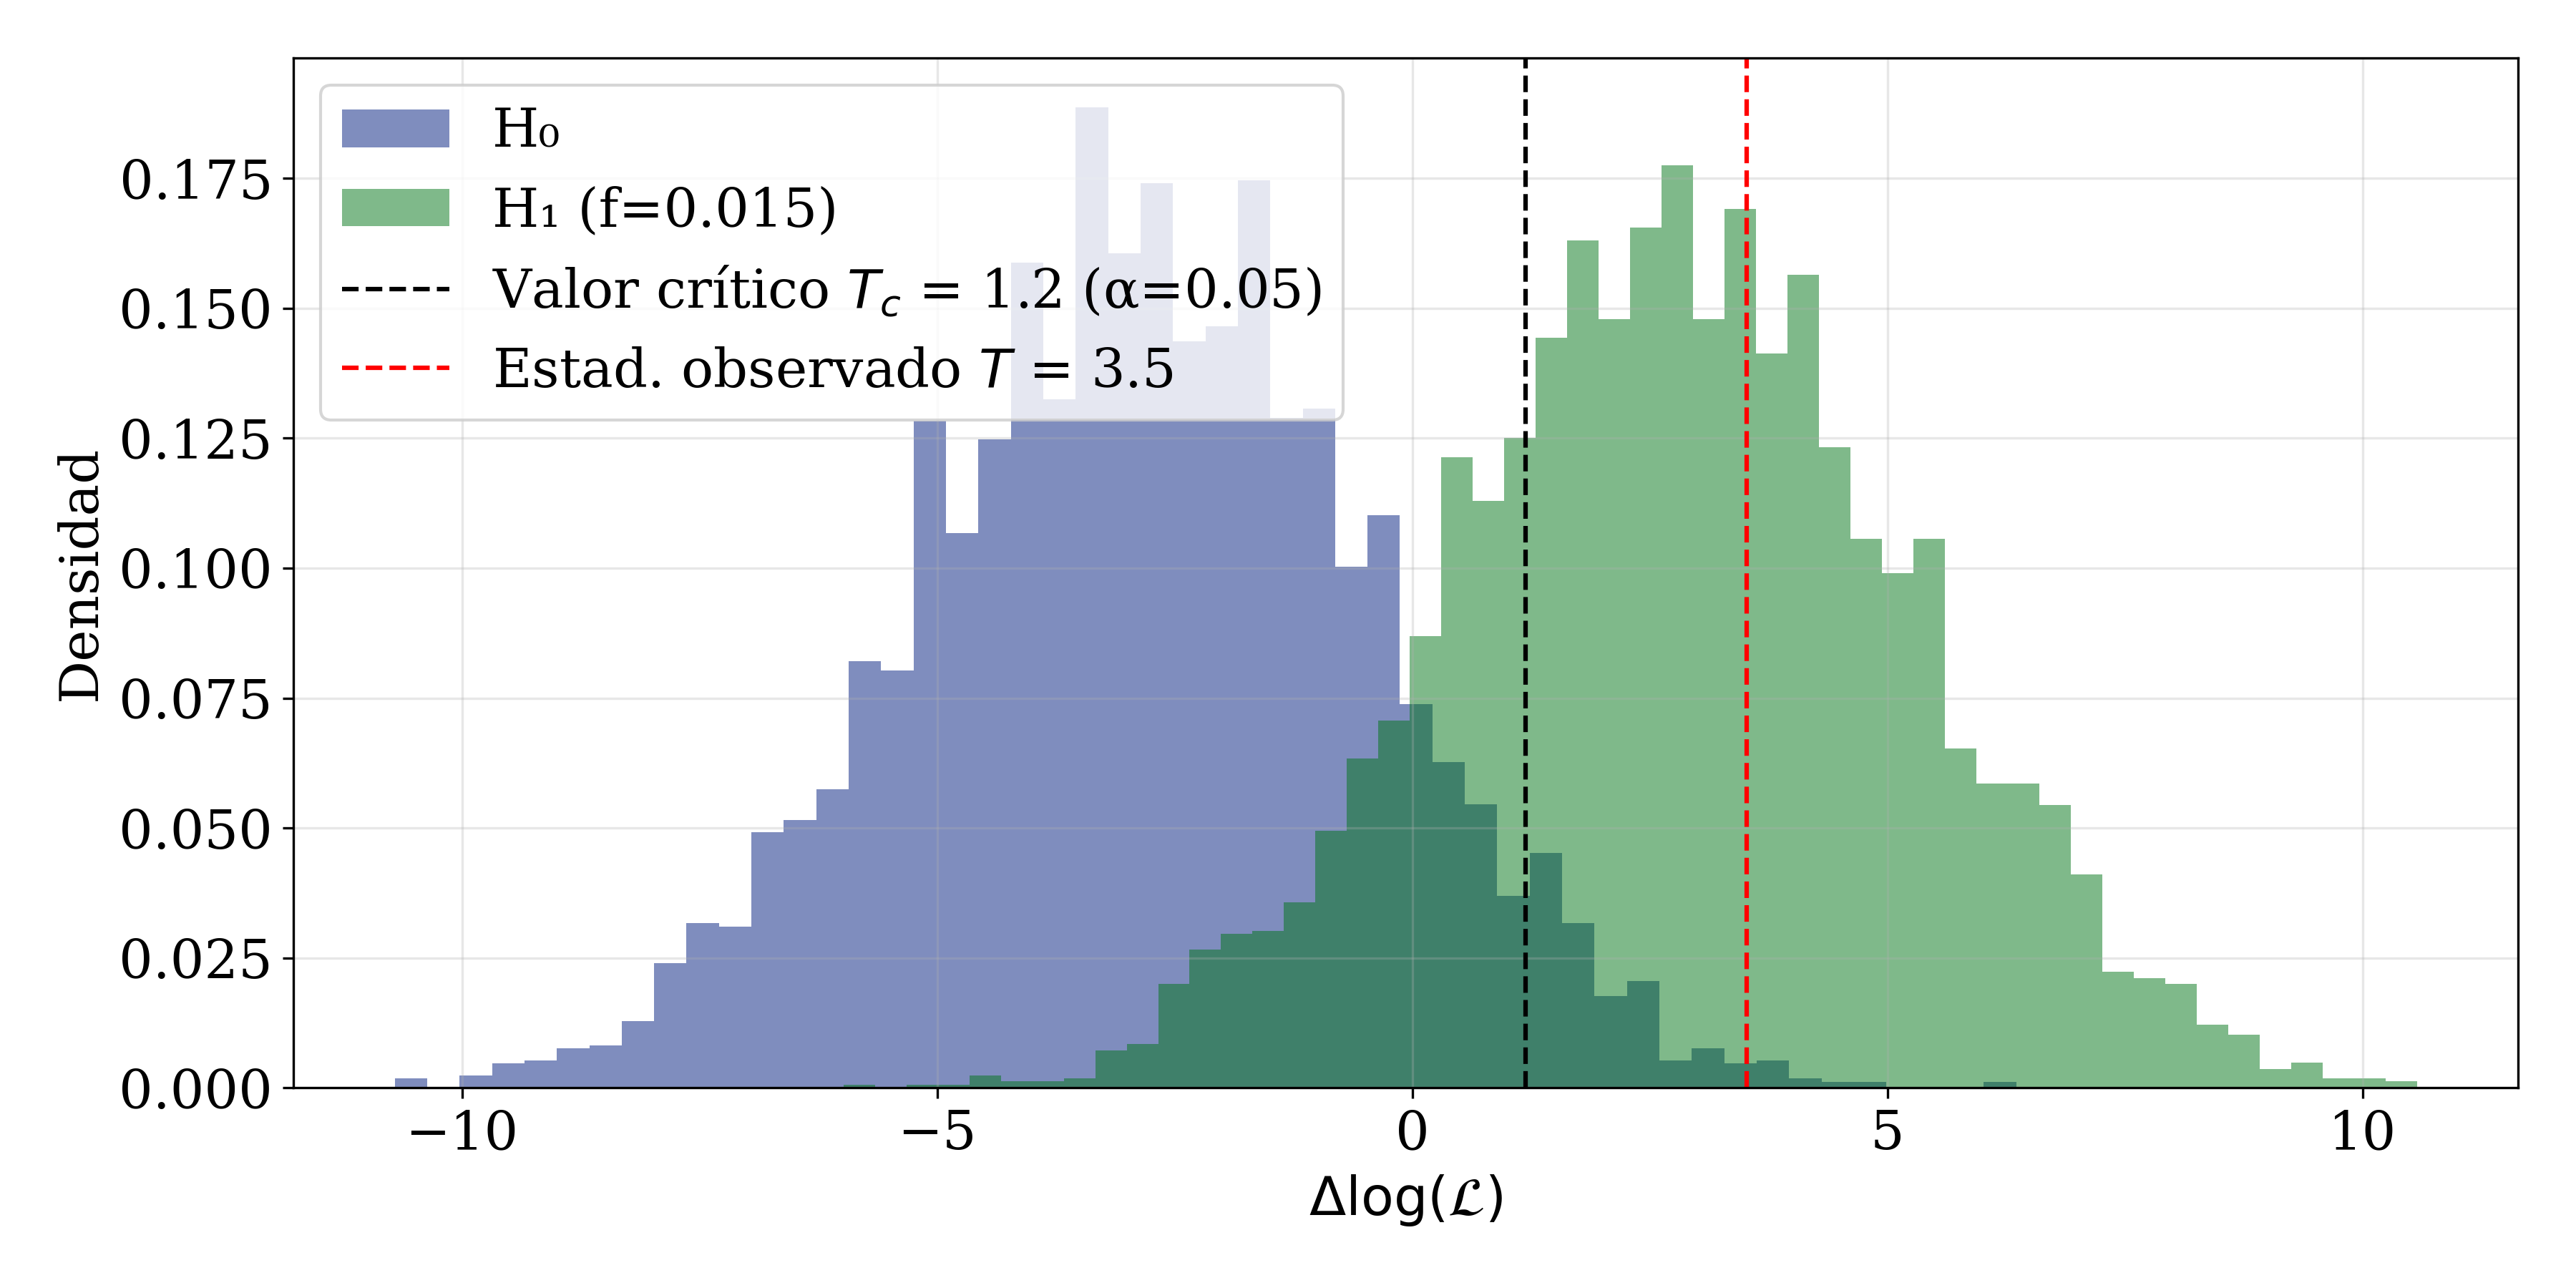 H₀
H₁ (f=0.015)
Valor crítico T_c = 1.2 (α=0.05)
Estad. observado T = 3.5
0.175
0.150
0.125
0.100
0.075
0.050
0.025
0.000
Densidad
−10 −5 0 5 10
Δlog(ℒ)